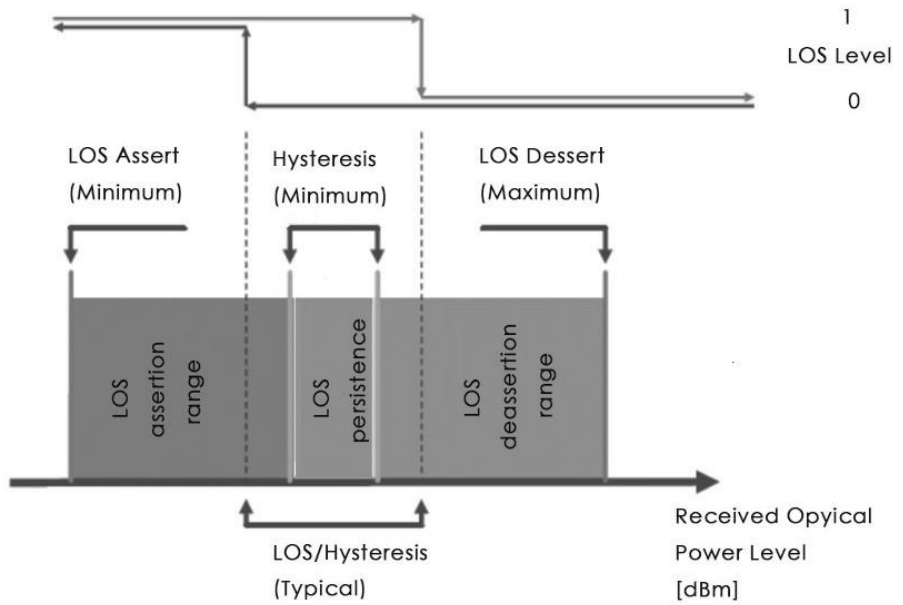 1
LOS Level
0
LOS Assert
(Minimum)
Hysteresis
(Minimum)
LOS Dessert
(Maximum)
LOS
assertion
range
LOS
persistence
LOS
deassertion
range
LOS/Hysteresis
(Typical)
Received Opyical
Power Level
[dBm]